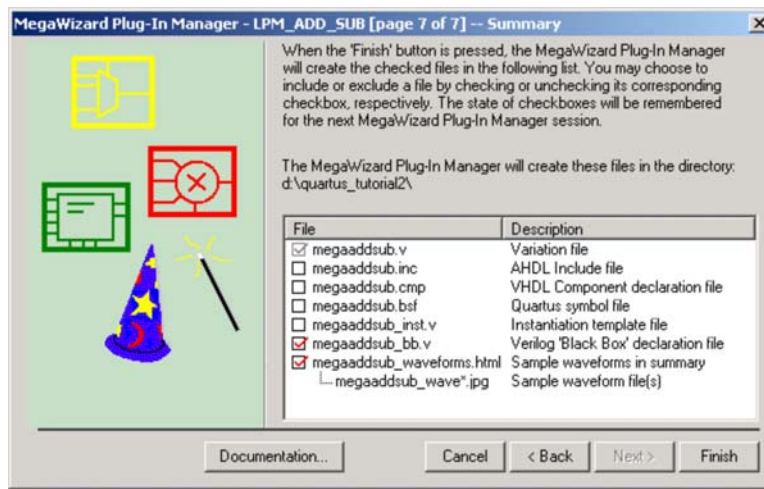 MegaWizard Plug-In Manager - LPM_ADD_SUB [page 7 of 7] -- Summary
When the 'Finish' button is pressed, the MegaWizard Plug-In Manager
will create the checked files in the following list. You may choose to
include or exclude a file by checking or unchecking its corresponding
checkbox, respectively. The state of checkboxes will be remembered
for the next MegaWizard Plug-In Manager session.
The MegaWizard Plug-In Manager will create these files in the directory:
d:\quartus_tutorial2\
File Description
megaaddsub.v Variation file
megaaddsub.inc AHDL Include file
megaaddsub.cmp VHDL Component declaration file
megaaddsub.bsf Quartus symbol file
megaaddsub_inst.v Instantiation template file
megaaddsub_bb.v Verilog 'Black Box' declaration file
megaaddsub_waveforms.html Sample waveforms in summary
megaaddsub_wave*.jpg Sample waveform file(s)
Documentation... Cancel < Back Next > Finish